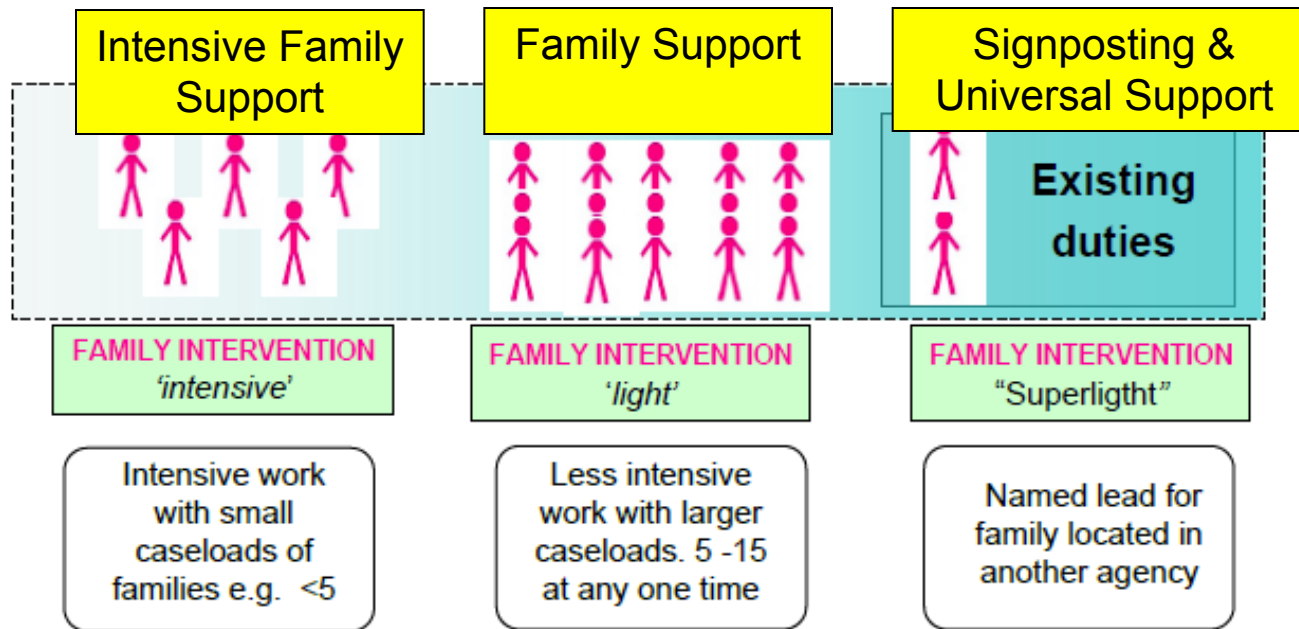 Intensive Family
Support
Family Support
Signposting &
Universal Support
Existing
duties
FAMILY INTERVENTION
'intensive'
FAMILY INTERVENTION
'light'
FAMILY INTERVENTION
“Superligtht”
Intensive work
with small
caseloads of
families e.g. <5
Less intensive
work with larger
caseloads. 5 -15
at any one time
Named lead for
family located in
another agency